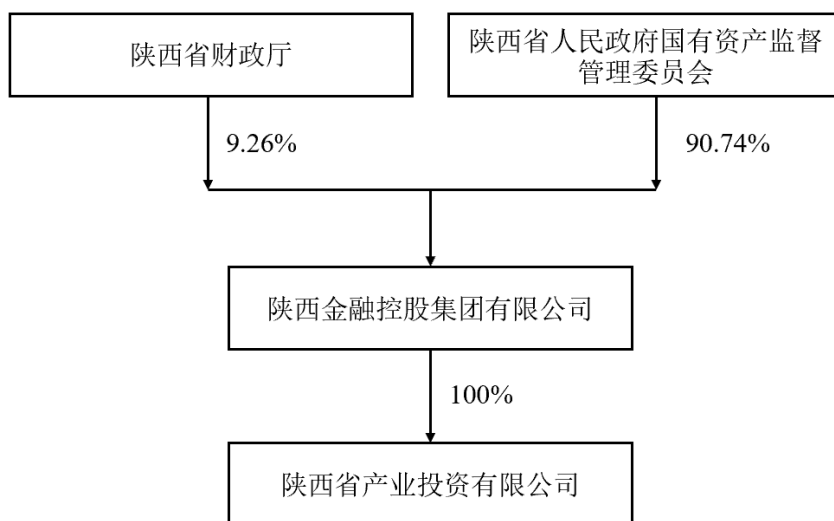 陕西省财政厅
陕西省人民政府国有资产监督
管理委员会
9.26%
90.74%
陕西金融控股集团有限公司
100%
陕西省产业投资有限公司